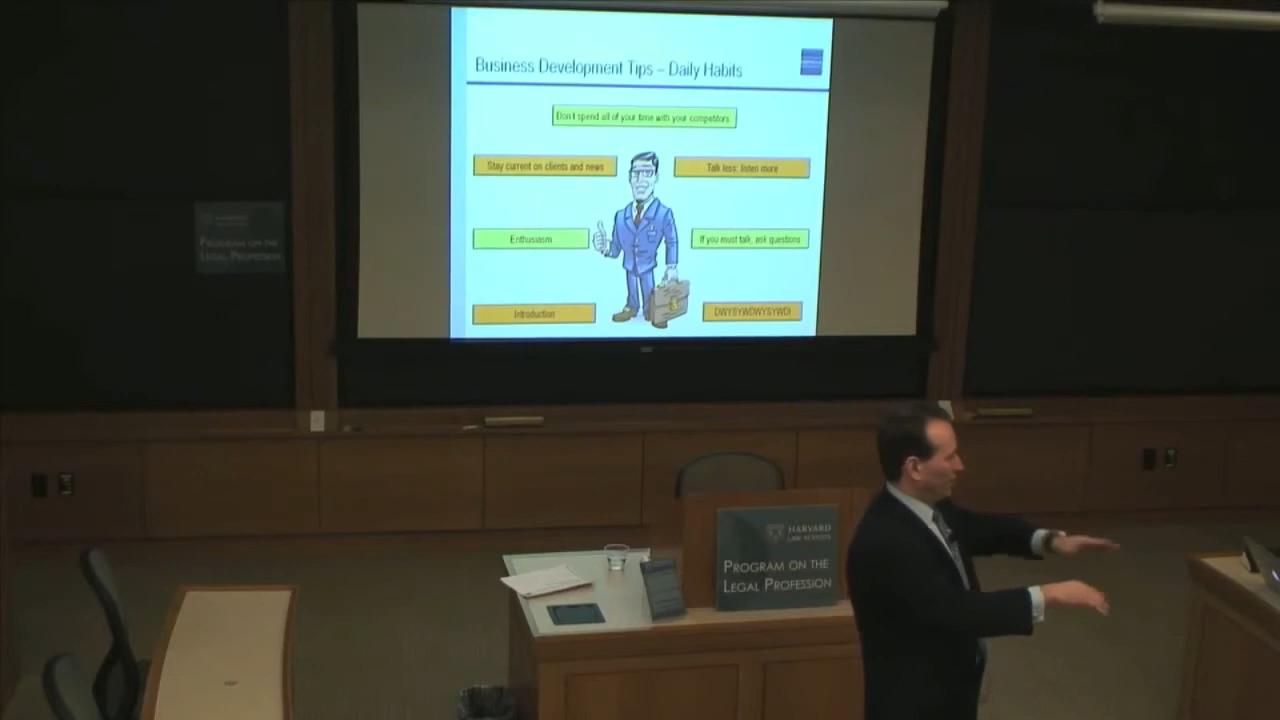 Business Development Tips – Daily Habits
Don't spend all of your time with your competitors
Stay current on clients and news
Talk less; listen more
Enthusiasm
If you must talk, ask questions
Introduction
DWYSYWDWYSYWDI
HARVARD
PROGRAM ON THE
LEGAL PROFESSION
HARVARD
LAW SCHOOL
PROGRAM ON THE
LEGAL PROFESSION